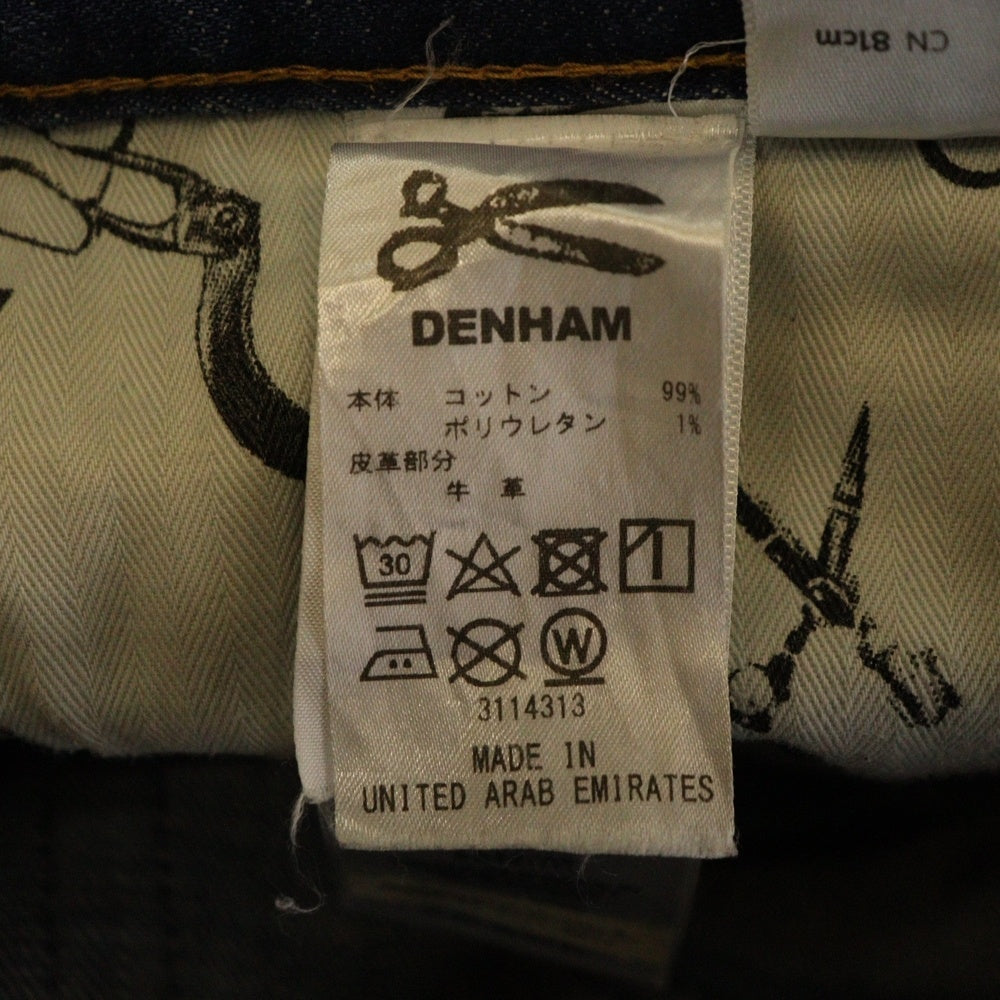 CN 81cm
DENHAM
本体 コットン 99%
ポリウレタン 1%
皮革部分
牛 革
30
W
3114313
MADE IN
UNITED ARAB EMIRATES